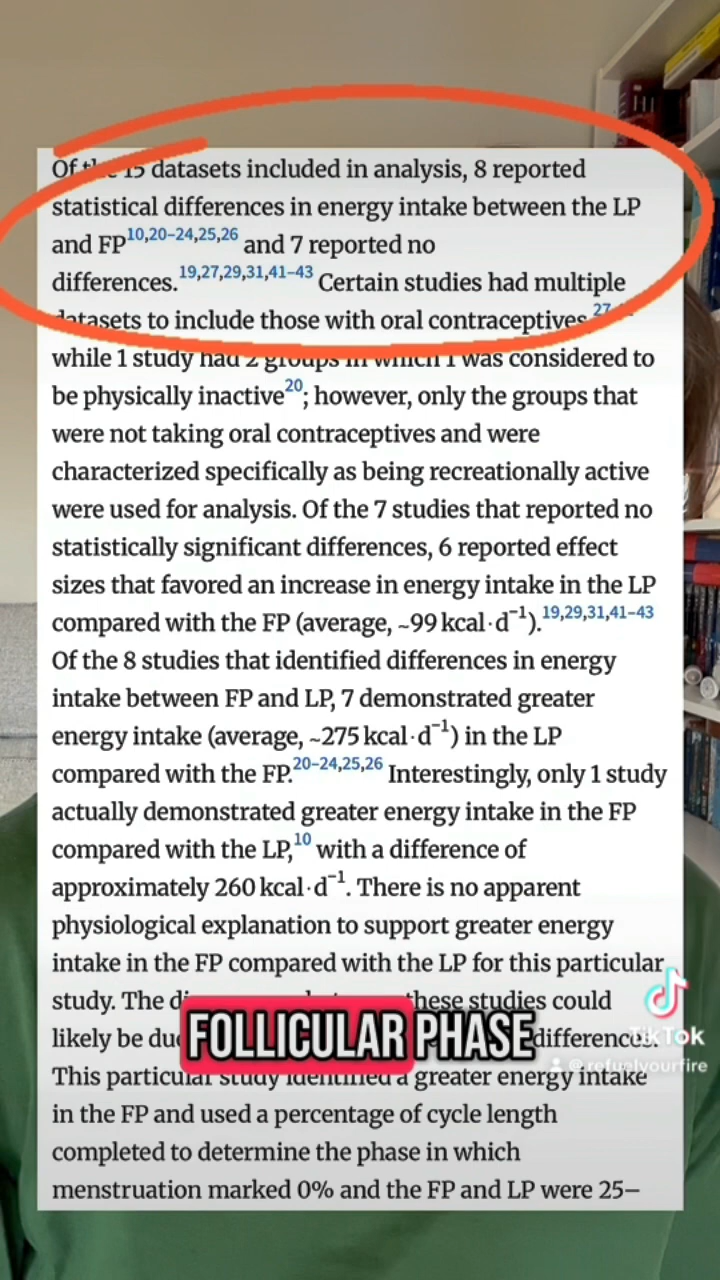 Of the 15 datasets included in analysis, 8 reported
statistical differences in energy intake between the LP
and FP10,20–24,25,26 and 7 reported no
differences.19,27,29,31,41–43 Certain studies had multiple
datasets to include those with oral contraceptives,27
while 1 study had 2 groups in which 1 was considered to
be physically inactive20; however, only the groups that
were not taking oral contraceptives and were
characterized specifically as being recreationally active
were used for analysis. Of the 7 studies that reported no
statistically significant differences, 6 reported effect
sizes that favored an increase in energy intake in the LP
compared with the FP (average, ~99 kcal·d−1).19,29,31,41–43
Of the 8 studies that identified differences in energy
intake between FP and LP, 7 demonstrated greater
energy intake (average, ~275 kcal·d−1) in the LP
compared with the FP.20–24,25,26 Interestingly, only 1 study
actually demonstrated greater energy intake in the FP
compared with the LP,10 with a difference of
approximately 260 kcal·d−1. There is no apparent
physiological explanation to support greater energy
intake in the FP compared with the LP for this particular
study. The these studies could
likely be differences.
FOLLICULAR PHASE
TikTok
@refuelyourfire
This particular study identified a greater energy intake
in the FP and used a percentage of cycle length
completed to determine the phase in which
menstruation marked 0% and the FP and LP were 25–